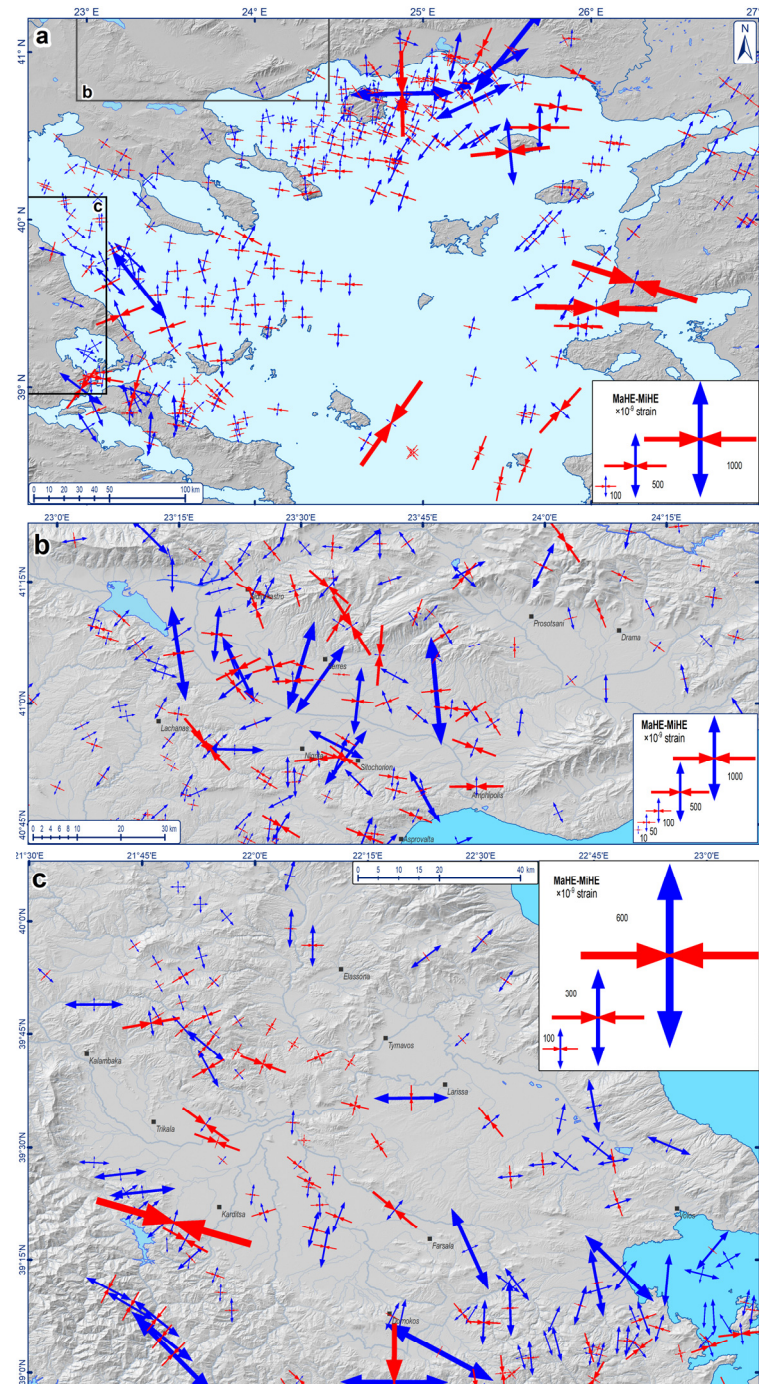 23° E
24° E
25° E
26° E
27°
a
N
41° N
b
c
40° N
39° N
MaHE-MiHE
×10⁻⁹ strain
1000
500
100
0 10 20 30 40 50 100 km
23°0'E
23°15'E
23°30'E
23°45'E
24°0'E
24°15'E
b
41°15'N
Prosotsani
Drama
Serres
41°0'N
Lachanas
Nigrita
Sitochorion
Amphipolis
Asprovalta
40°45'N
MaHE-MiHE
×10⁻⁹ strain
1000
500
100
50
10
0 2 4 6 8 10 20 30 km
21°30'E
21°45'E
22°0'E
22°15'E
22°30'E
22°45'E
23°0'E
c
0 5 10 15 20 40 km
MaHE-MiHE
×10⁻⁹ strain
600
300
100
40°0'N
Elassona
39°45'N
Tyrnavos
Kalambaka
Larissa
Trikala
39°30'N
Karditsa
Volos
Farsala
39°15'N
Domokos
39°0'N